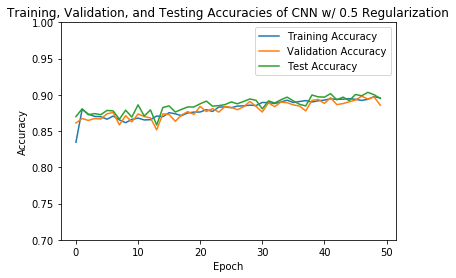 Training, Validation, and Testing Accuracies of CNN w/ 0.5 Regularization
1.00
0.95
0.90
0.85
0.80
0.75
0.70
Accuracy
Training Accuracy
Validation Accuracy
Test Accuracy
0 10 20 30 40 50
Epoch